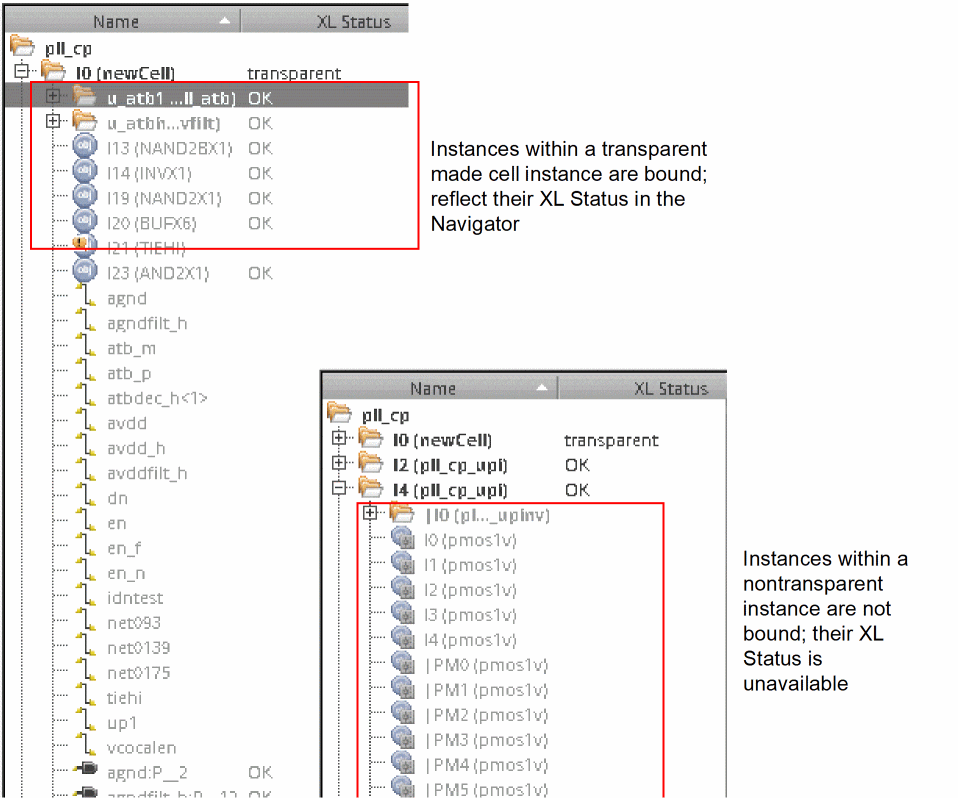 Name XL Status
pll_cp
I0 (newCell) transparent
u_atb1 ...ll_atb) OK
u_atbh...vfilt) OK
I13 (NAND2BX1) OK
I14 (INVX1) OK
I19 (NAND2X1) OK
I20 (BUFX6) OK
I21 (TIEHI)
I23 (AND2X1) OK
agnd
agndfilt_h
atb_m
atb_p
atbdec_h<1>
avdd
avdd_h
avddfilt_h
dn
en
en_f
en_n
idntest
net093
net0139
net0175
tiehi
up1
vcocalen
agnd:P__2 OK
agndfilt_h:P__12 OK
Instances within a transparent
made cell instance are bound;
reflect their XL Status in the
Navigator
Name XL Status
pll_cp
I0 (newCell) transparent
I2 (pll_cp_upi) OK
I4 (pll_cp_upi) OK
|I0 (pl..._upinv)
I0 (pmos1v)
I1 (pmos1v)
I2 (pmos1v)
I3 (pmos1v)
I4 (pmos1v)
|PM0 (pmos1v)
|PM1 (pmos1v)
|PM2 (pmos1v)
|PM3 (pmos1v)
|PM4 (pmos1v)
|PM5 (pmos1v)
Instances within a
nontransparent
instance are not
bound; their XL
Status is
unavailable